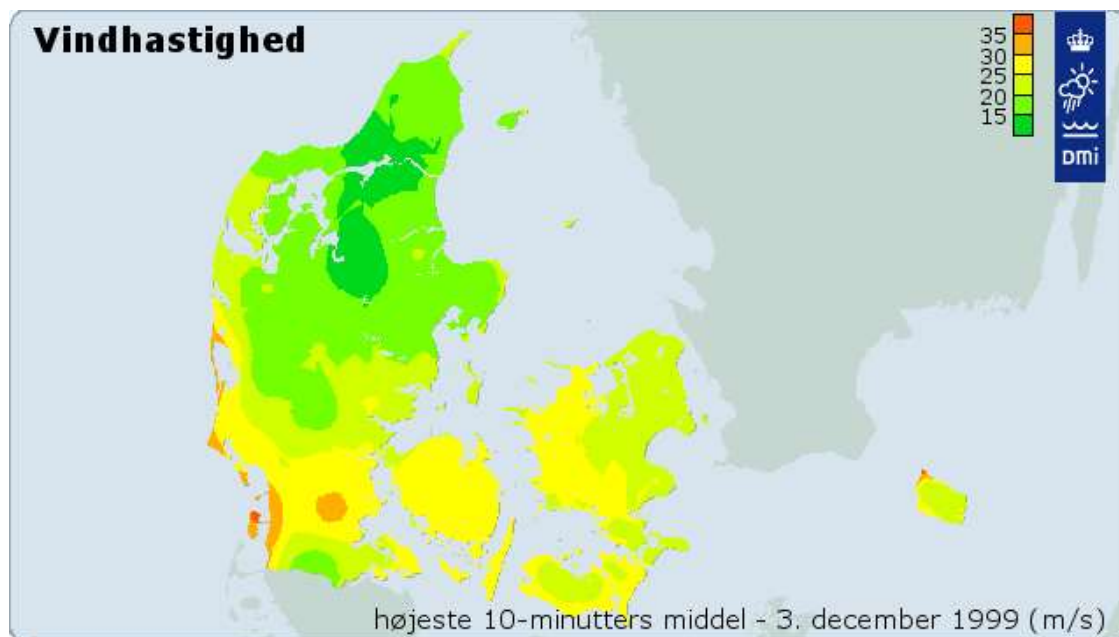 Vindhastighed
35
30
25
20
15
DMI
højeste 10-minutters middel - 3. december 1999 (m/s)